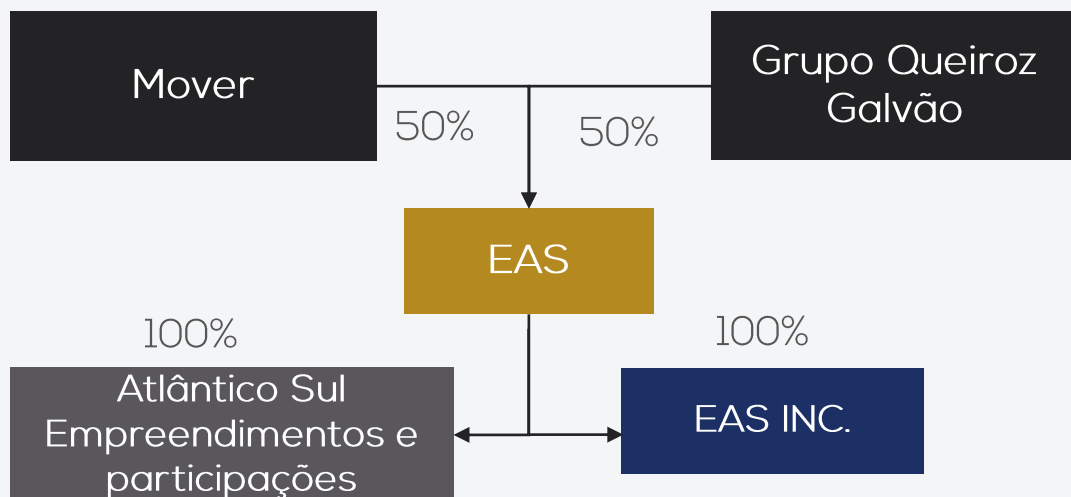 Mover
Grupo Queiroz
Galvão
50%
50%
EAS
100%
100%
Atlântico Sul
Empreendimentos e
participações
EAS INC.